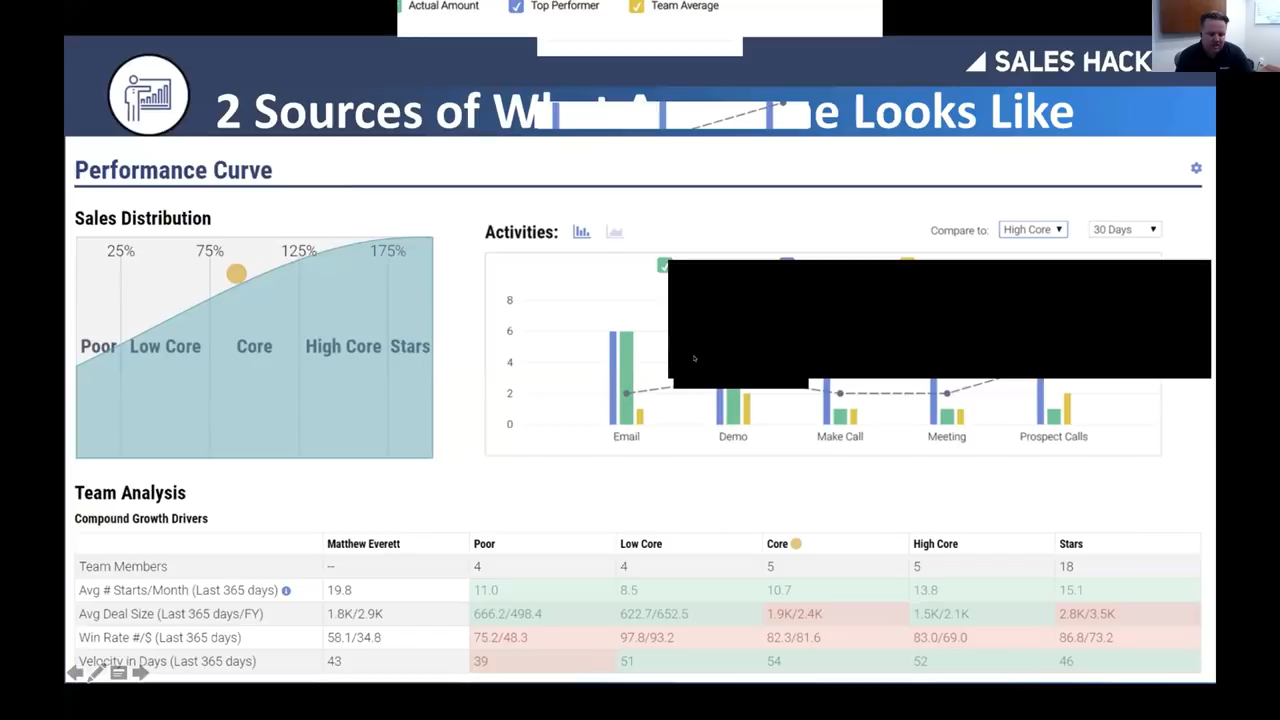 Actual Amount Top Performer Team Average
SALES HACK
2 Sources of e Looks Like
Performance Curve
Sales Distribution
25% 75% 125% 175%
Poor Low Core Core High Core Stars
Activities:
Compare to: High Core 30 Days
8
6
4
2
0
Email Demo Make Call Meeting Prospect Calls
Team Analysis
Compound Growth Drivers
Matthew Everett Poor Low Core Core High Core Stars
Team Members -- 4 4 5 5 18
Avg # Starts/Month (Last 365 days) 19.8 11.0 8.5 10.7 13.8 15.1
Avg Deal Size (Last 365 days/FY) 1.8K/2.9K 666.2/498.4 622.7/652.5 1.9K/2.4K 1.5K/2.1K 2.8K/3.5K
Win Rate #/$ (Last 365 days) 58.1/34.8 75.2/48.3 97.8/93.2 82.3/81.6 83.0/69.0 86.8/73.2
Velocity in Days (Last 365 days) 43 39 51 54 52 46